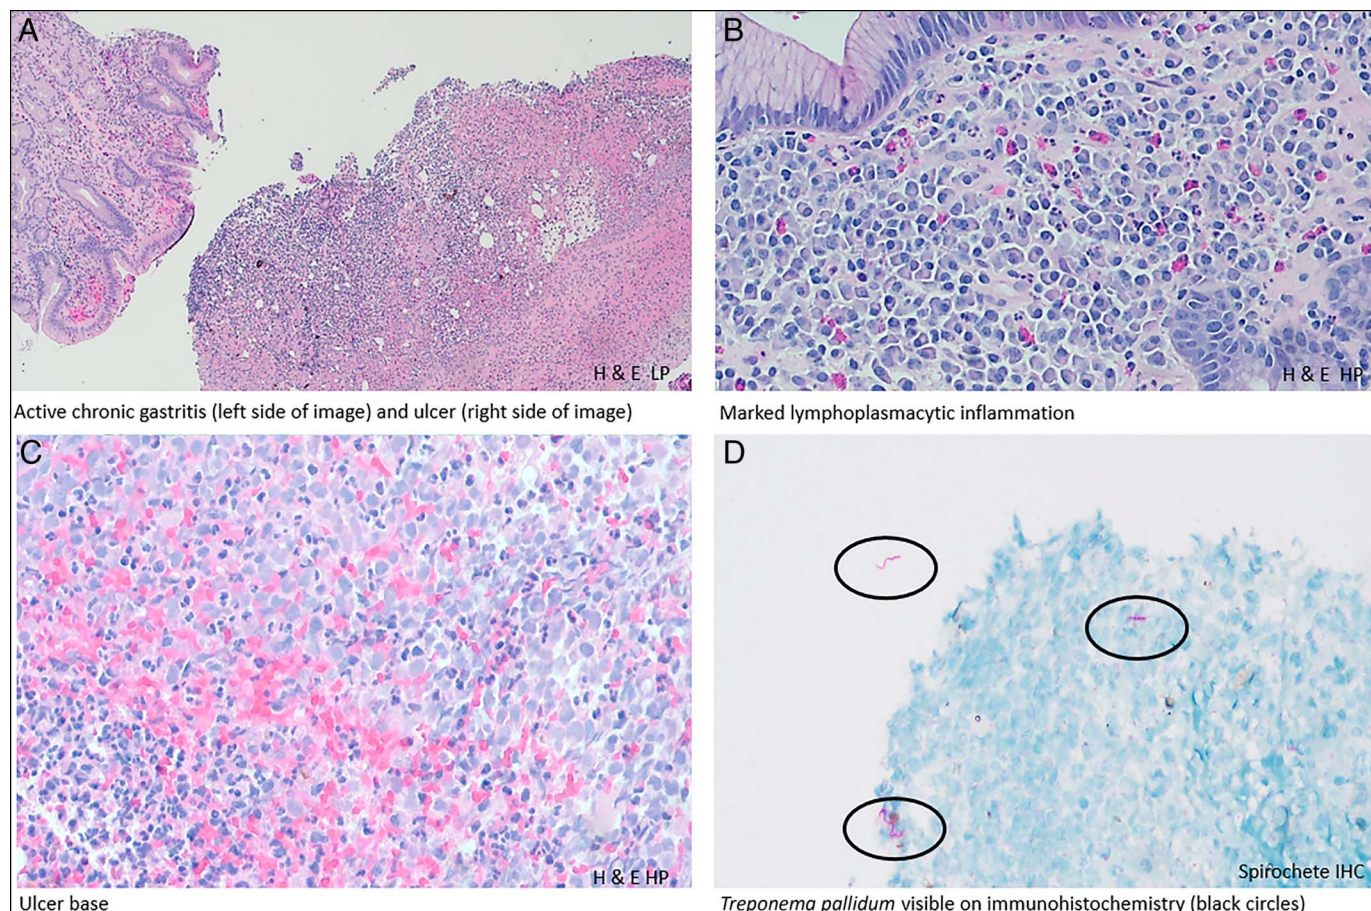 A
B
H & E LP
H & E HP
Active chronic gastritis (left side of image) and ulcer (right side of image)
Marked lymphoplasmacytic inflammation
C
D
H & E HP
Spirochete IHC
Ulcer base
Treponema pallidum visible on immunohistochemistry (black circles)